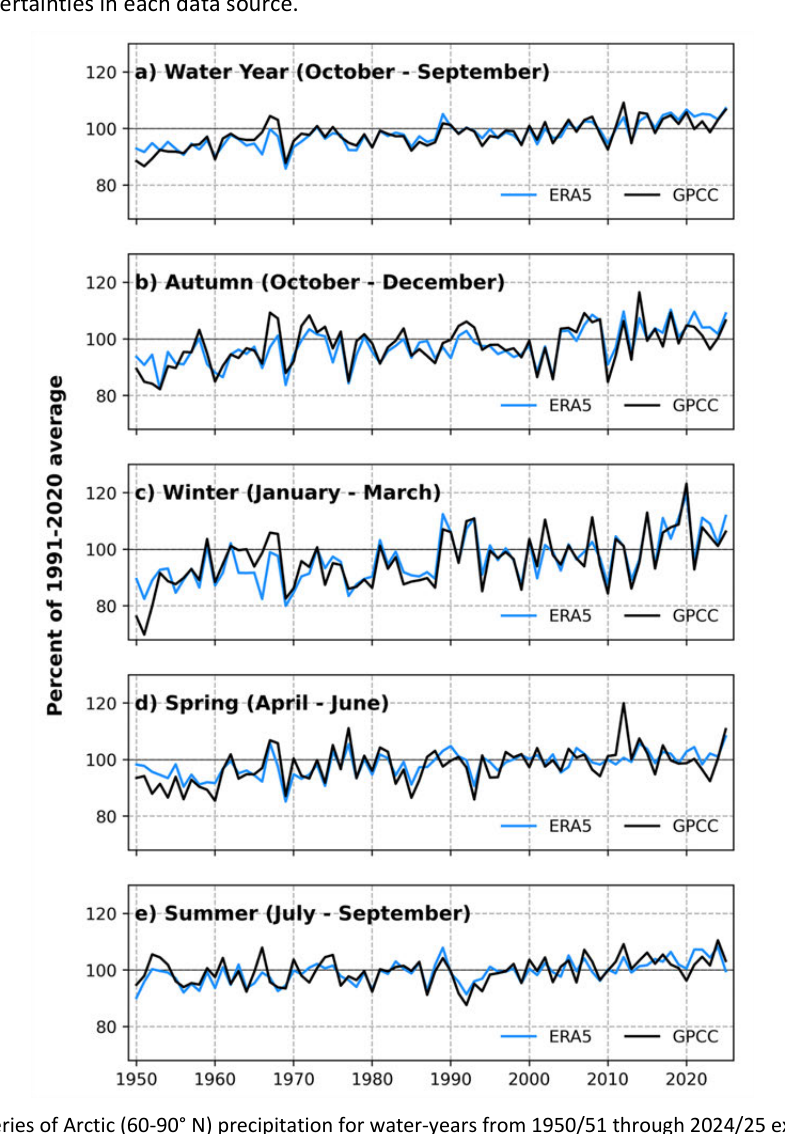 ertainties in each data source.
120
a) Water Year (October - September)
100
80
ERA5
GPCC
120
b) Autumn (October - December)
100
80
ERA5
GPCC
Percent of 1991-2020 average
120
c) Winter (January - March)
100
80
ERA5
GPCC
120
d) Spring (April - June)
100
80
ERA5
GPCC
120
e) Summer (July - September)
100
80
ERA5
GPCC
1950 1960 1970 1980 1990 2000 2010 2020
eries of Arctic (60-90° N) precipitation for water-years from 1950/51 through 2024/25 ex